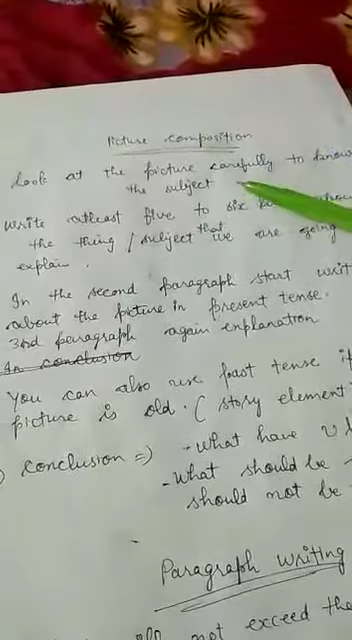 Picture composition
Look at the picture carefully to know
the subject
Write atleast five to six
the thing / subject that we are going
explain.
In the second paragraph start writ
about the picture in present tense.
3rd paragraph again explanation
In conclusion
You can also use past tense if
picture is old. (story element
) Conclusion => - What have u l
- What should be
should not be
Paragraph writing
not exceed the